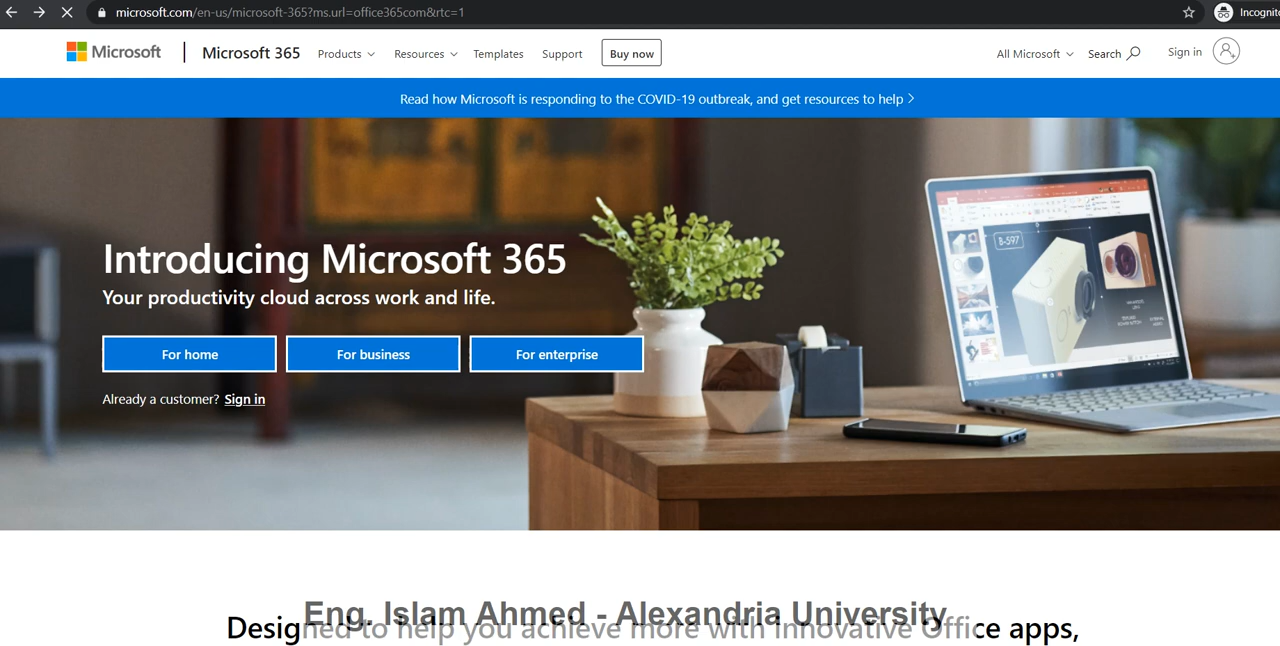 microsoft.com/en-us/microsoft-365?ms.url=office365com&rtc=1
Incognito
Microsoft
Microsoft 365
Products
Resources
Templates
Support
Buy now
All Microsoft
Search
Sign in
Read how Microsoft is responding to the COVID-19 outbreak, and get resources to help >
B-597
Introducing Microsoft 365
Your productivity cloud across work and life.
For home
For business
For enterprise
Already a customer? Sign in
Eng. Islam Ahmed - Alexandria University
Designed to help you achieve more with innovative Office apps,